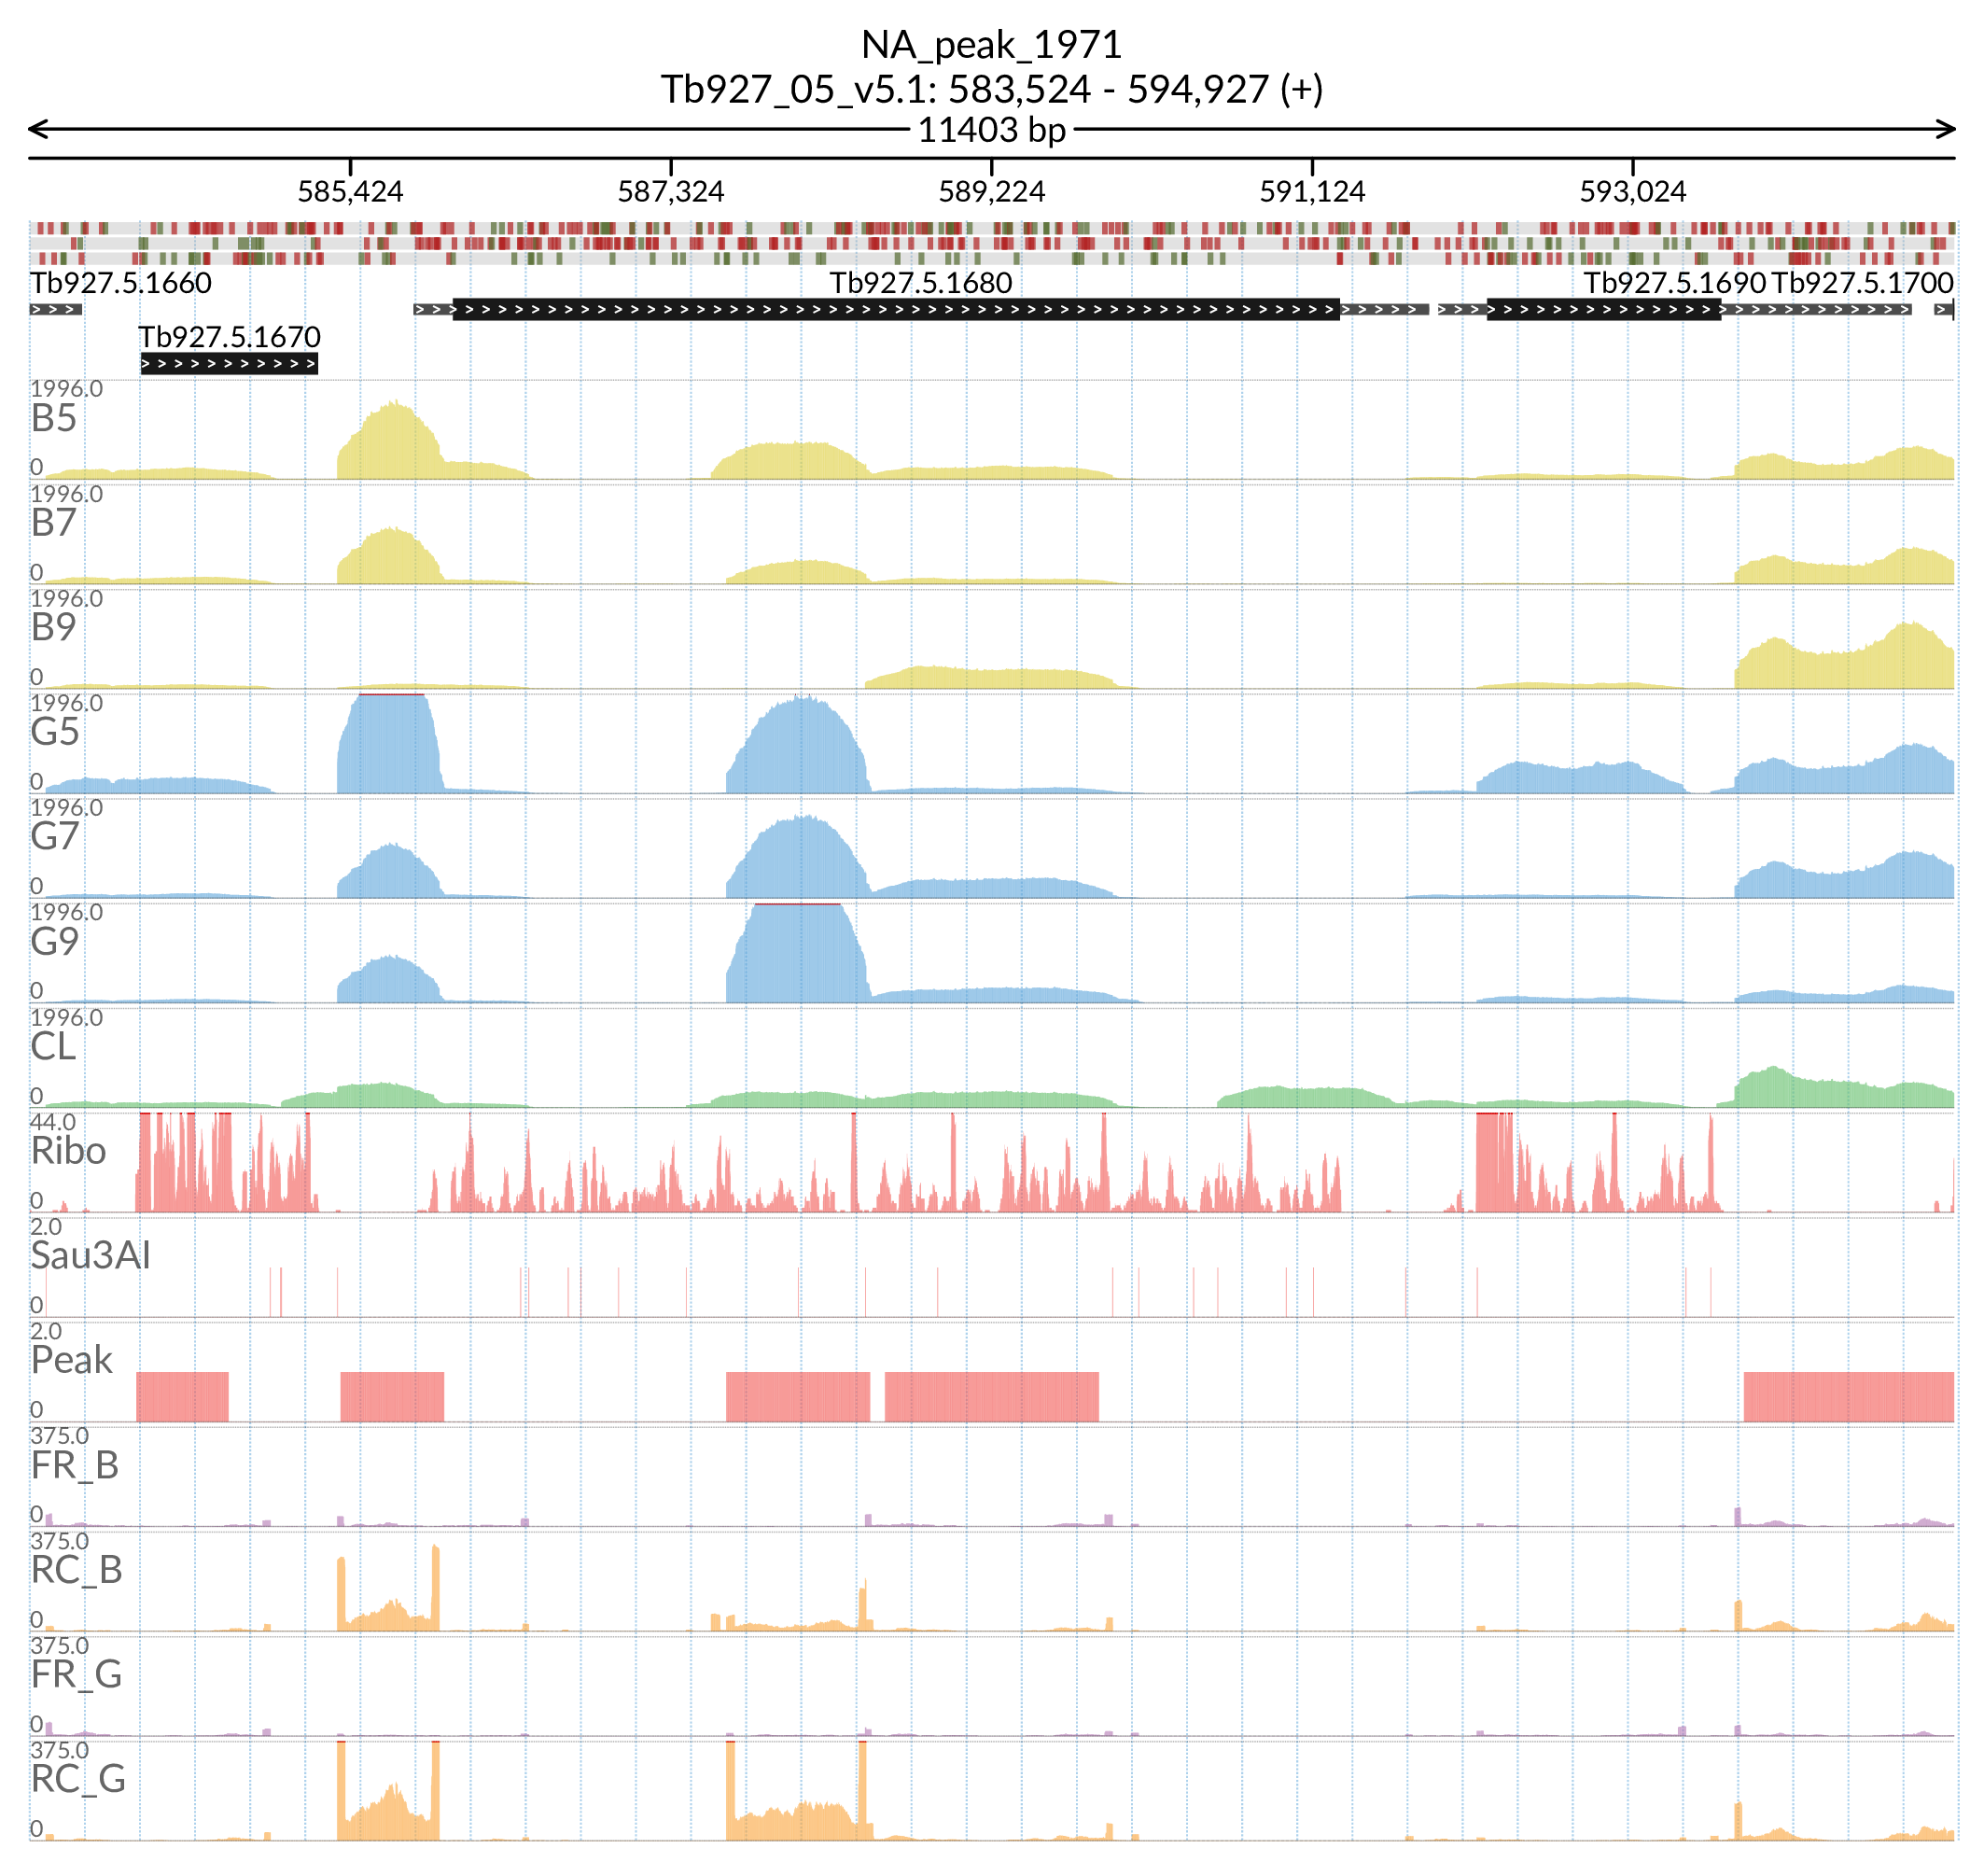 NA_peak_1971
Tb927_05_v5.1: 583,524 - 594,927 (+)
11403 bp
585,424 587,324 589,224 591,124 593,024
Tb927.5.1660 Tb927.5.1680 Tb927.5.1690 Tb927.5.1700
Tb927.5.1670
1996.0
B5
0
1996.0
B7
0
1996.0
B9
0
1996.0
G5
0
1996.0
G7
0
1996.0
G9
0
1996.0
CL
0
44.0
Ribo
0
2.0
Sau3AI
0
2.0
Peak
0
375.0
FR_B
0
375.0
RC_B
0
375.0
FR_G
0
375.0
RC_G
0